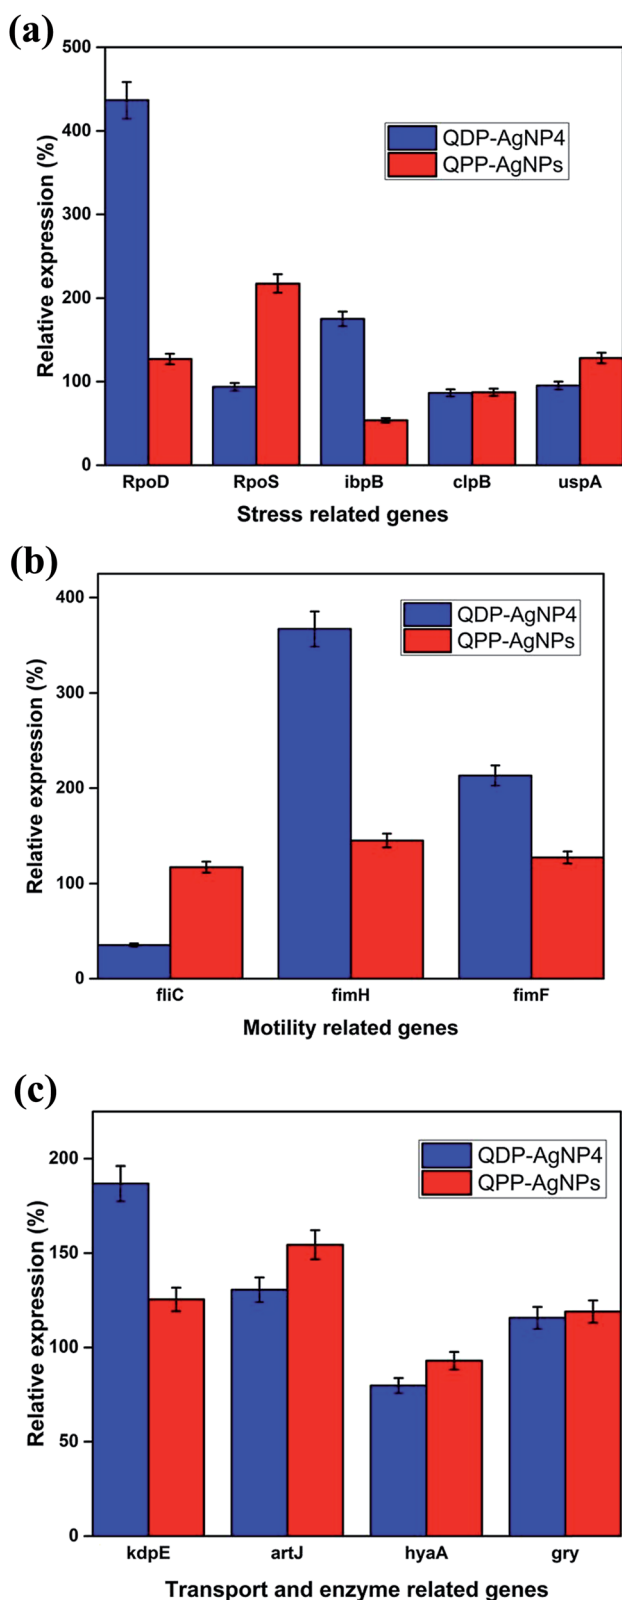 (a)
500
400
300
200
100
0
Relative expression (%)
QDP-AgNP4
QPP-AgNPs
RpoD RpoS ibpB clpB uspA
Stress related genes
(b)
400
300
200
100
0
Relative expression (%)
QDP-AgNP4
QPP-AgNPs
fliC fimH fimF
Motility related genes
(c)
200
150
100
50
0
Relative expression (%)
QDP-AgNP4
QPP-AgNPs
kdpE artJ hyaA gry
Transport and enzyme related genes